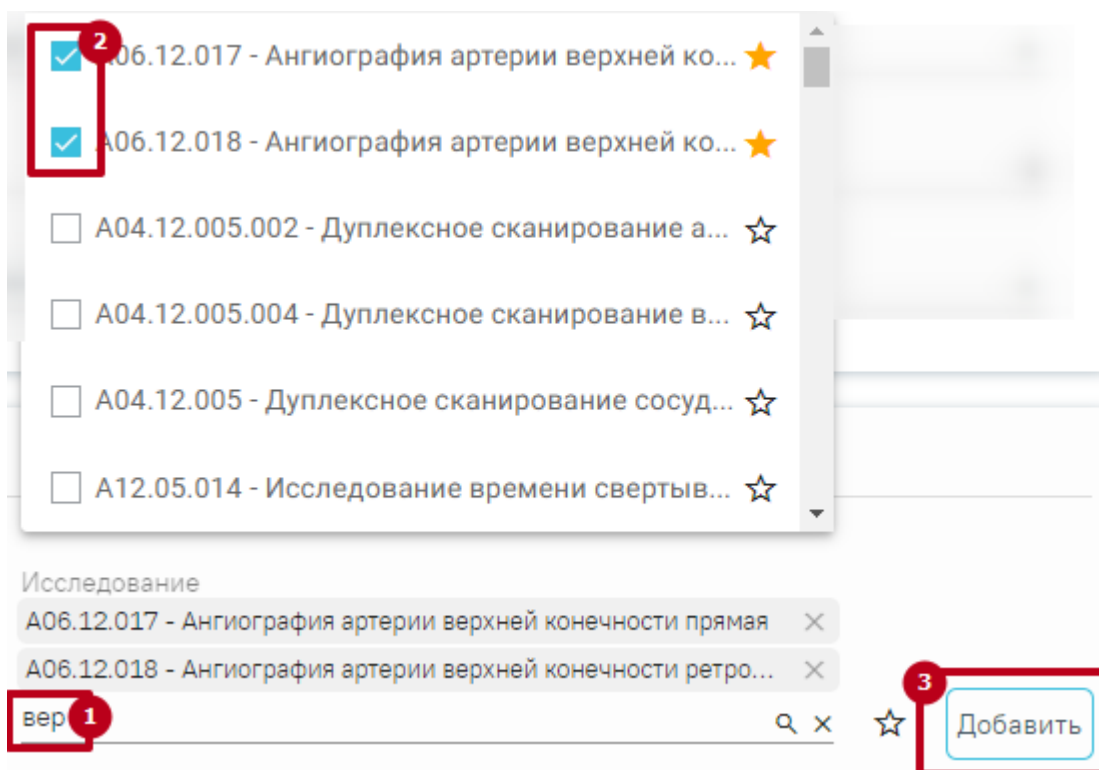 2
A06.12.017 - Ангиография артерии верхней ко...
A06.12.018 - Ангиография артерии верхней ко...
A04.12.005.002 - Дуплексное сканирование а...
A04.12.005.004 - Дуплексное сканирование в...
A04.12.005 - Дуплексное сканирование сосуд...
A12.05.014 - Исследование времени свертыв...
Исследование
A06.12.017 - Ангиография артерии верхней конечности прямая
A06.12.018 - Ангиография артерии верхней конечности ретро...
3
вер 1
Добавить